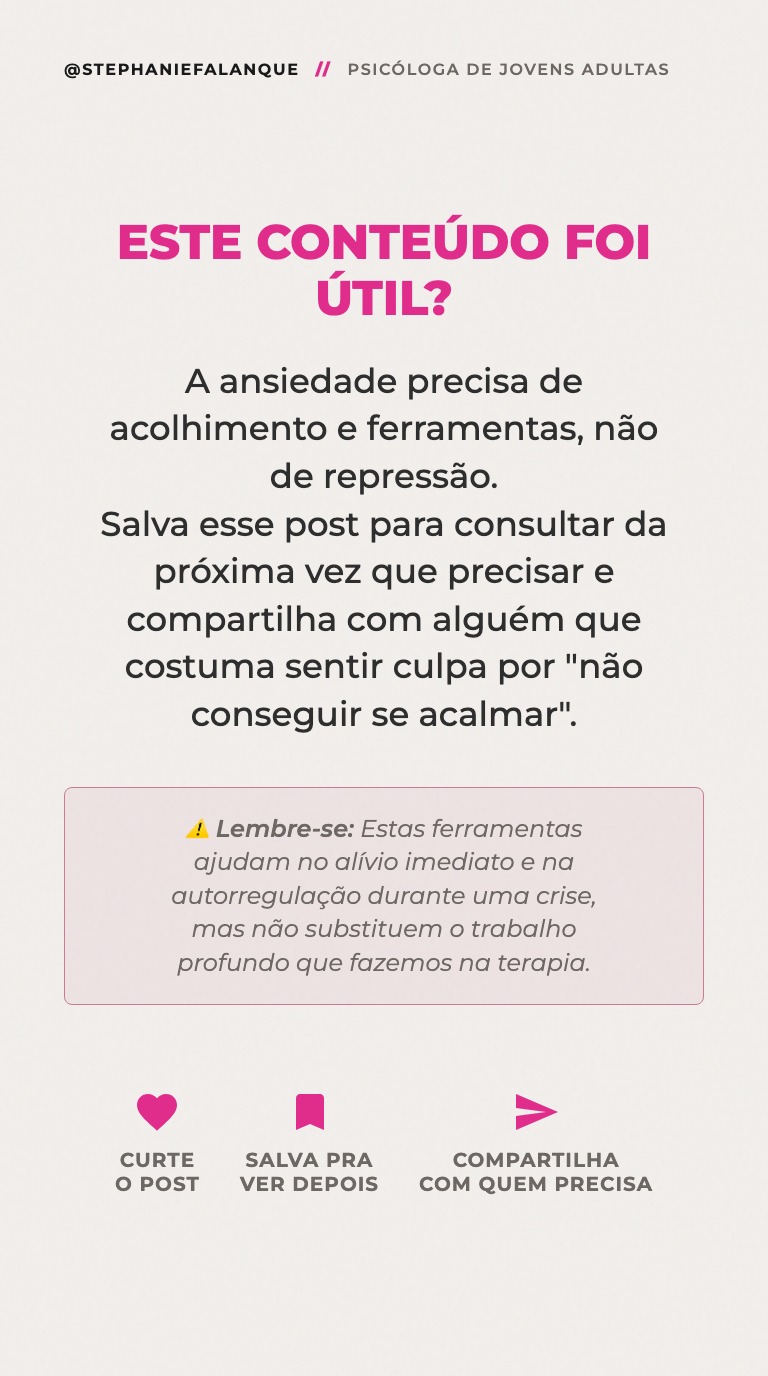 @STEPHANIEFALANQUE // PSICÓLOGA DE JOVENS ADULTAS
ESTE CONTEÚDO FOI
ÚTIL?
A ansiedade precisa de
acolhimento e ferramentas, não
de repressão.
Salva esse post para consultar da
próxima vez que precisar e
compartilha com alguém que
costuma sentir culpa por "não
conseguir se acalmar".
⚠️ Lembre-se: Estas ferramentas
ajudam no alívio imediato e na
autorregulação durante uma crise,
mas não substituem o trabalho
profundo que fazemos na terapia.
CURTE
O POST
SALVA PRA
VER DEPOIS
COMPARTILHA
COM QUEM PRECISA